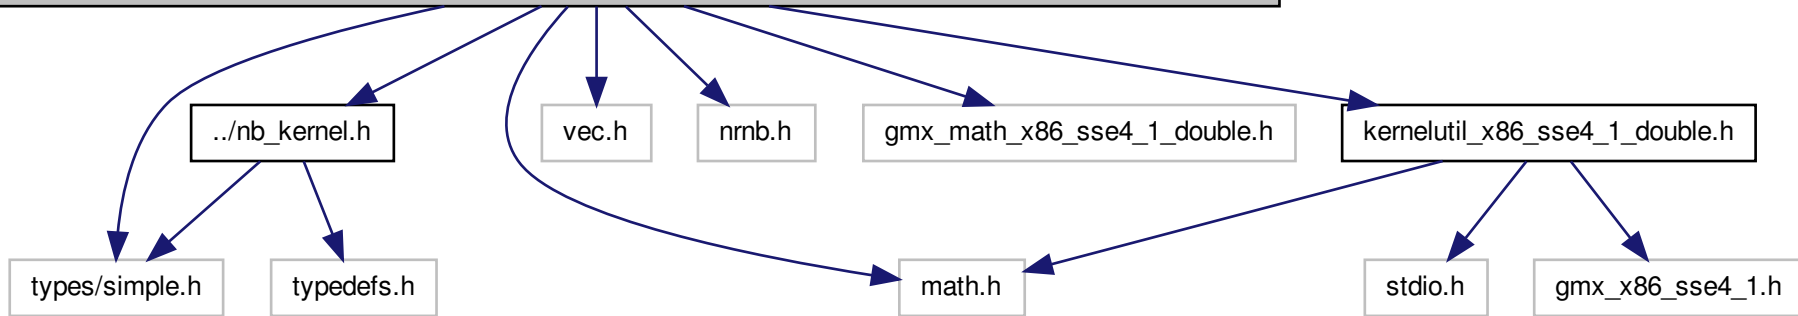 ../nb_kernel.h
vec.h
nrnb.h
gmx_math_x86_sse4_1_double.h
kernelutil_x86_sse4_1_double.h
types/simple.h
typedefs.h
math.h
stdio.h
gmx_x86_sse4_1.h